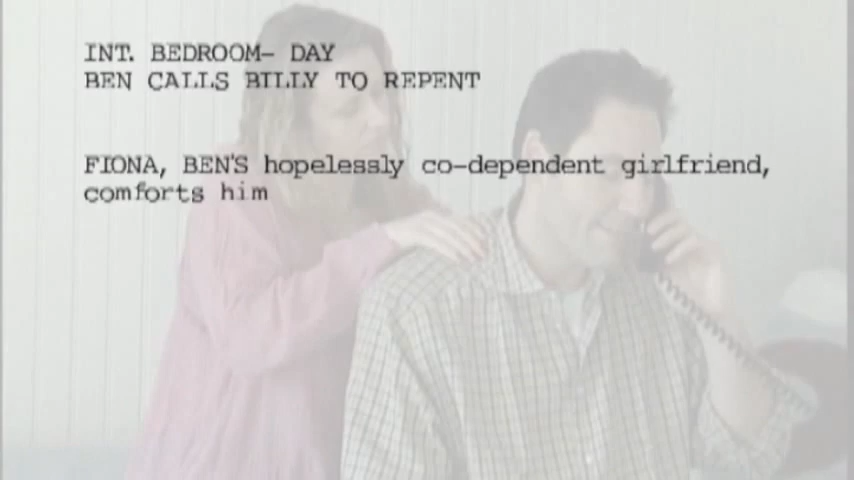 INT. BEDROOM- DAY
BEN CALLS BILLY TO REPENT
FIONA, BEN'S hopelessly co-dependent girlfriend,
comforts him